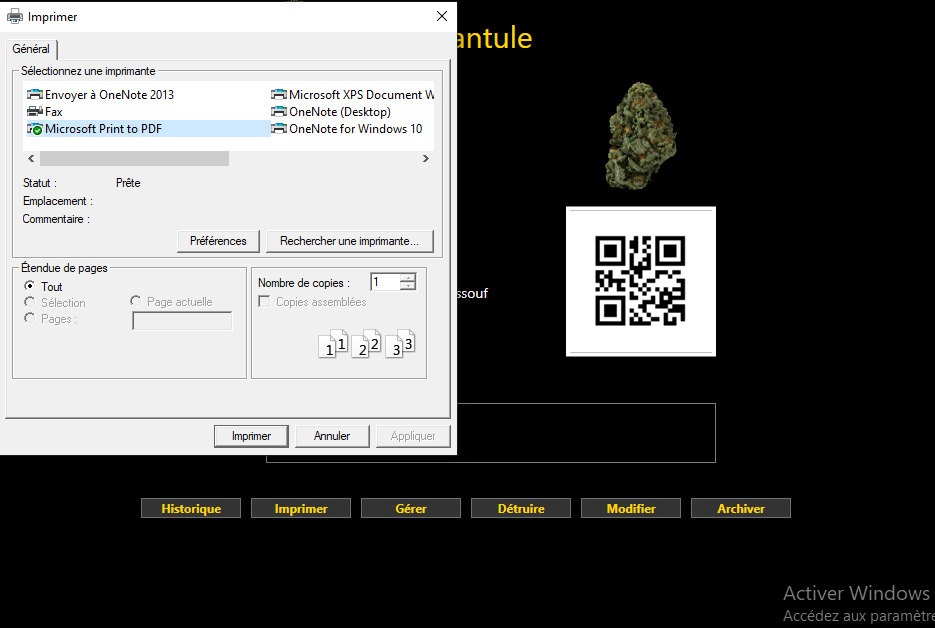 Imprimer
Général
Sélectionnez une imprimante
Envoyer à OneNote 2013
Fax
Microsoft Print to PDF
Microsoft XPS Document W
OneNote (Desktop)
OneNote for Windows 10
Statut :
Prête
Emplacement :
Commentaire :
Préférences
Rechercher une imprimante...
Étendue de pages
Tout
Sélection
Page actuelle
Pages :
Nombre de copies :
1
Copies assemblées
1 1 2 2 3 3
Imprimer
Annuler
Appliquer
antule
ssouf
Historique
Imprimer
Gérer
Détruire
Modifier
Archiver
Activer Windows
Accédez aux paramètre